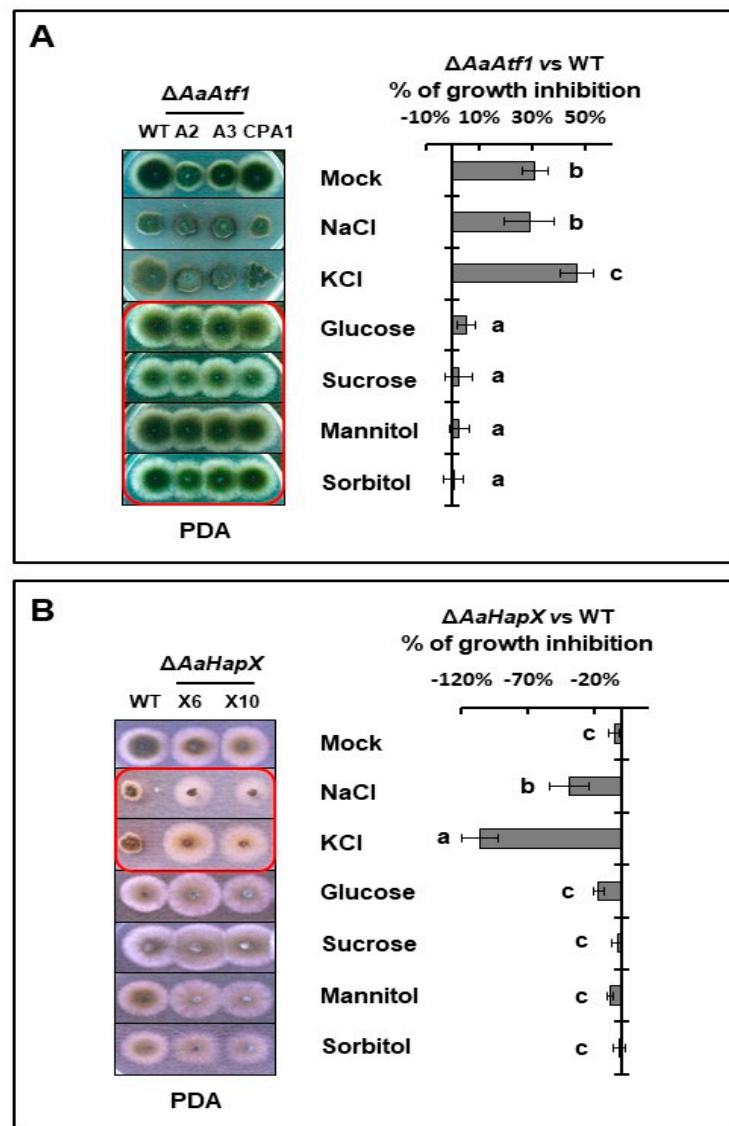 A
ΔAaAtf1 vs WT
% of growth inhibition
-10% 10% 30% 50%
ΔAaAtf1
WT A2 A3 CPA1
Mock b
NaCl b
KCl c
Glucose a
Sucrose a
Mannitol a
Sorbitol a
PDA
B
ΔAaHapX vs WT
% of growth inhibition
-120% -70% -20%
ΔAaHapX
WT X6 X10
Mock c
NaCl b
KCl a
Glucose c
Sucrose c
Mannitol c
Sorbitol c
PDA